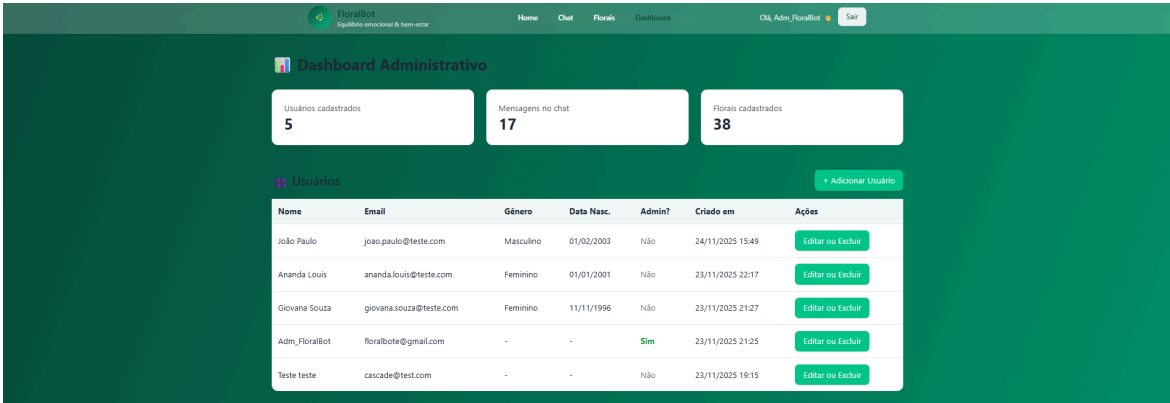 FloralBot
Equilíbrio emocional & bem-estar
Home Chat Florais Dashboard
Olá, Adm_FloralBot Sair
Dashboard Administrativo
Usuários cadastrados
5
Mensagens no chat
17
Florais cadastrados
38
Usuários
+ Adicionar Usuário
Nome Email Gênero Data Nasc. Admin? Criado em Ações
João Paulo joao.paulo@teste.com Masculino 01/02/2003 Não 24/11/2025 15:49 Editar ou Excluir
Ananda Louis ananda.louis@teste.com Feminino 01/01/2001 Não 23/11/2025 22:17 Editar ou Excluir
Giovana Souza giovana.souza@teste.com Feminino 11/11/1996 Não 23/11/2025 21:27 Editar ou Excluir
Adm_FloralBot floralbote@gmail.com - - Sim 23/11/2025 21:25 Editar ou Excluir
Teste teste cascade@test.com - - Não 23/11/2025 19:15 Editar ou Excluir